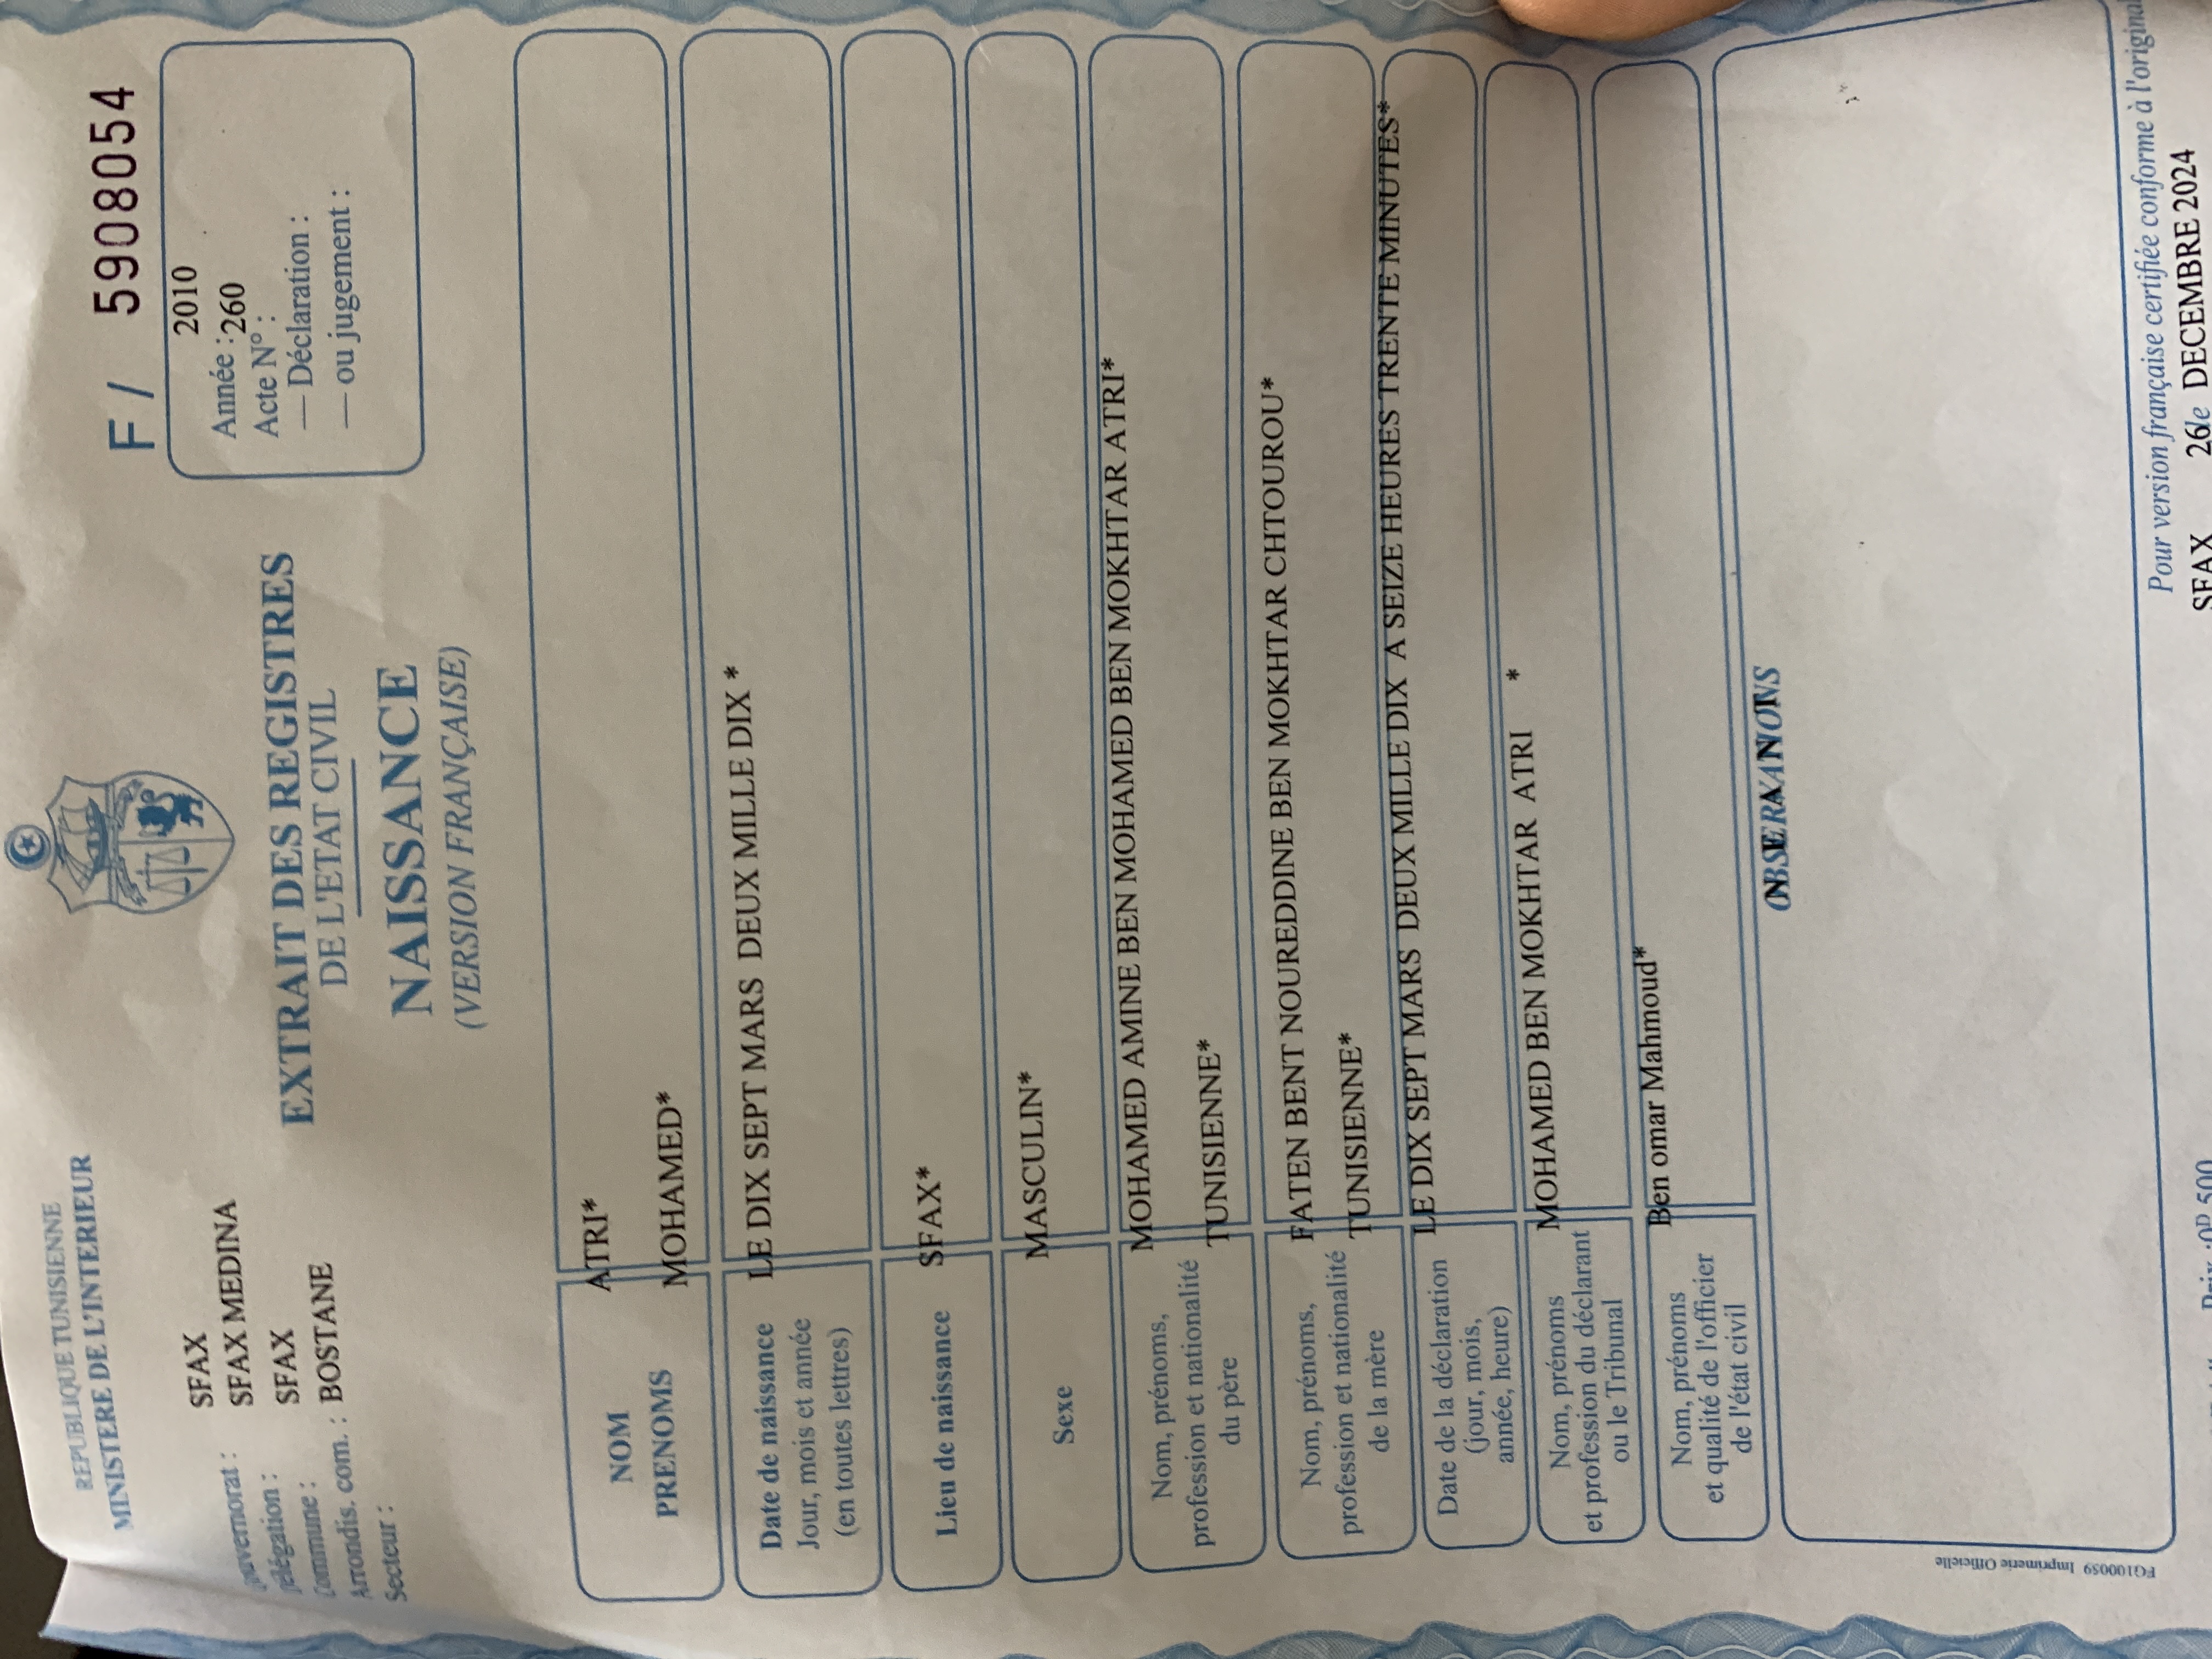 REPUBLIQUE TUNISIENNE
MINISTERE DE L'INTERIEUR
F / 5908054
Gouvernorat : SFAX
Délégation : SFAX MEDINA
Commune : SFAX
Arrondis. com. : BOSTANE
Secteur :
2010
Année : 260
Acte N° :
— Déclaration :
— ou jugement :
EXTRAIT DES REGISTRES
DE L'ETAT CIVIL
NAISSANCE
(VERSION FRANÇAISE)
NOM ATRI*
PRENOMS MOHAMED*
Date de naissance
Jour, mois et année
(en toutes lettres)
LE DIX SEPT MARS DEUX MILLE DIX *
Lieu de naissance SFAX*
Sexe MASCULIN*
Nom, prénoms,
profession et nationalité
du père
MOHAMED AMINE BEN MOHAMED BEN MOKHTAR ATRI*
TUNISIENNE*
Nom, prénoms,
profession et nationalité
de la mère
FATEN BENT NOUREDDINE BEN MOKHTAR CHTOUROU*
TUNISIENNE*
Date de la déclaration
(jour, mois,
année, heure)
LE DIX SEPT MARS DEUX MILLE DIX A SEIZE HEURES TRENTE MINUTES*
Nom, prénoms
et profession du déclarant
ou le Tribunal
MOHAMED BEN MOKHTAR ATRI *
Nom, prénoms
et qualité de l'officier
de l'état civil
Ben omar Mahmoud*
OBSERVATIONS
Pour version française certifiée conforme à l'original
SFAX 26 le DECEMBRE 2024
FG100059 Imprimerie Officielle